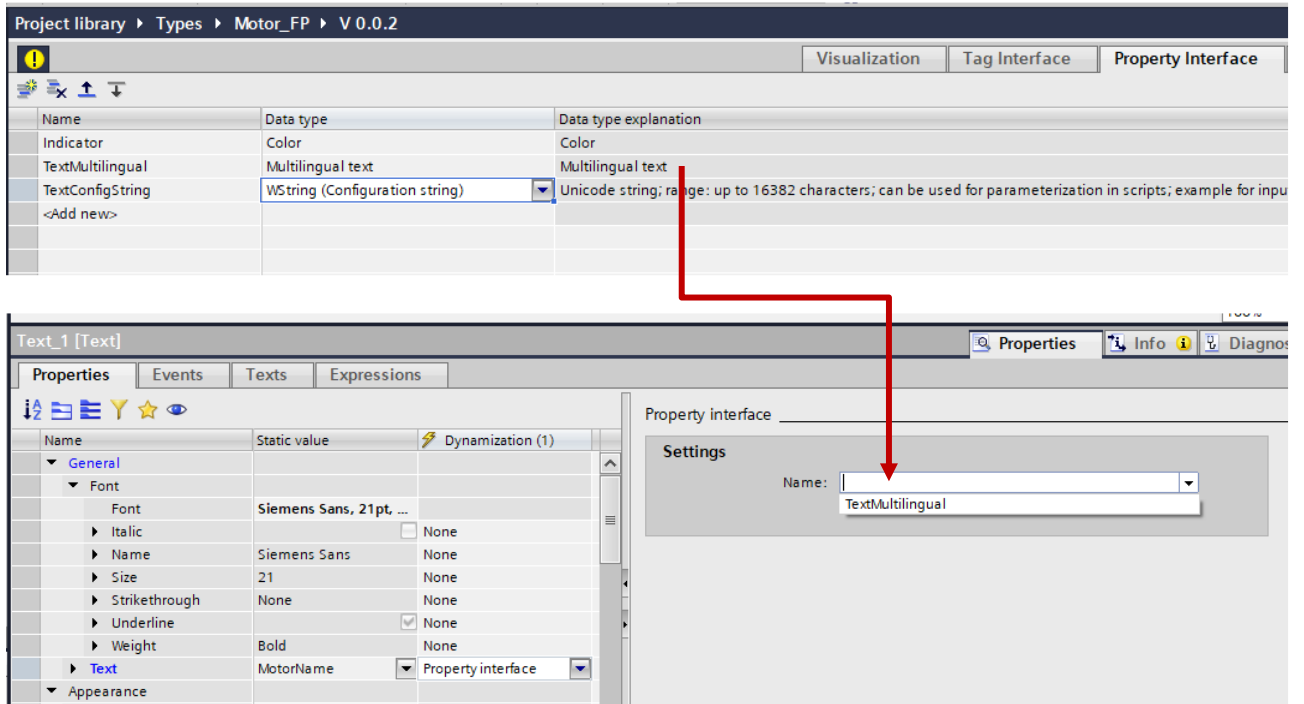 Project library ▸ Types ▸ Motor_FP ▸ V 0.0.2
Visualization Tag Interface Property Interface
Name Data type Data type explanation
Indicator Color Color
TextMultilingual Multilingual text Multilingual text
TextConfigString WString (Configuration string) Unicode string; range: up to 16382 characters; can be used for parameterization in scripts; example for inpu
<Add new>
Text_1 [Text] Properties Info Diagnos
Properties Events Texts Expressions
Property interface
Name Static value Dynamization (1)
Settings
General
Font
Name:
Font Siemens Sans, 21pt, ...
TextMultilingual
Italic None
Name Siemens Sans None
Size 21 None
Strikethrough None None
Underline None
Weight Bold None
Text MotorName Property interface
Appearance